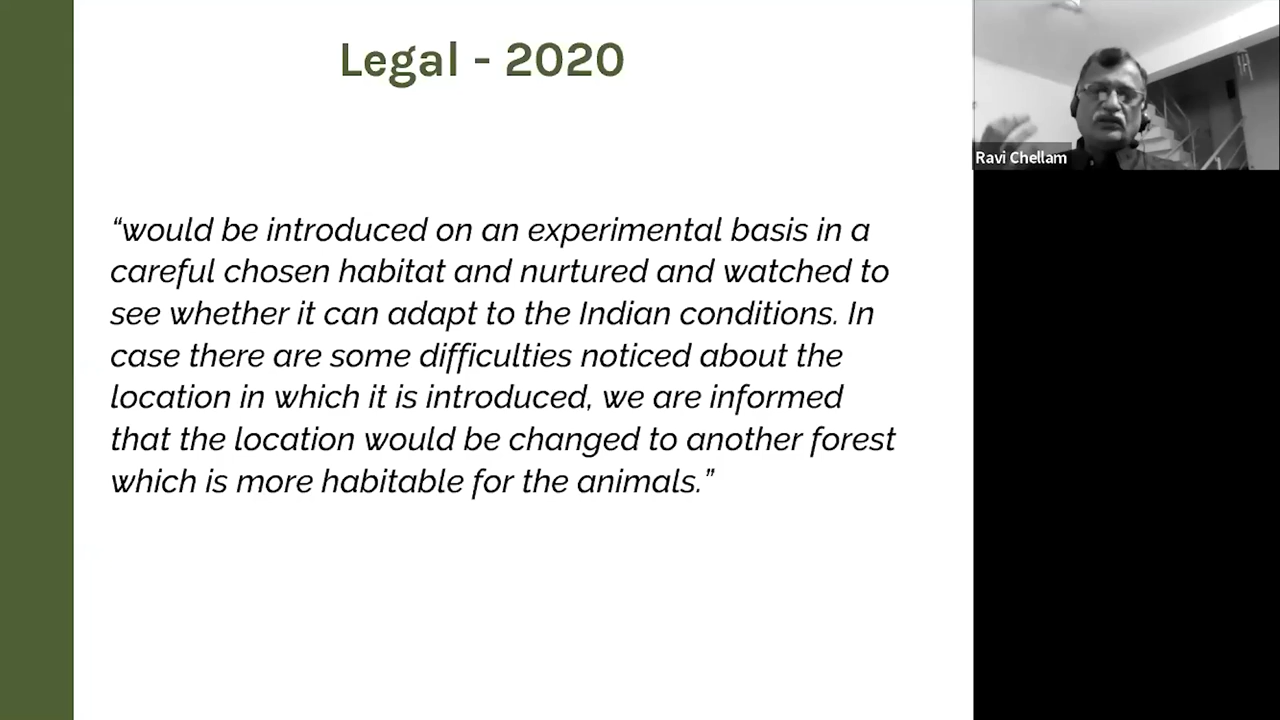 Legal - 2020
“would be introduced on an experimental basis in a
careful chosen habitat and nurtured and watched to
see whether it can adapt to the Indian conditions. In
case there are some difficulties noticed about the
location in which it is introduced, we are informed
that the location would be changed to another forest
which is more habitable for the animals.”
Ravi Chellam